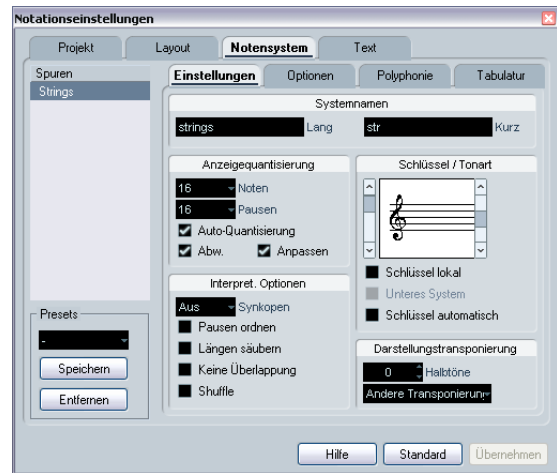 Notationseinstellungen
Projekt Layout Notensystem Text
Spuren
Strings
Einstellungen Optionen Polyphonie Tabulatur
Systemnamen
strings Lang str Kurz
Anzeigequantisierung
16 Noten
16 Pausen
Auto-Quantisierung
Abw. Anpassen
Schlüssel / Tonart
Schlüssel lokal
Unteres System
Schlüssel automatisch
Interpret. Optionen
Aus Synkopen
Pausen ordnen
Längen säubern
Keine Überlappung
Shuffle
Darstellungstransponierung
0 Halbtöne
Andere Transponierung
Presets
-
Speichern
Entfernen
Hilfe Standard Übernehmen